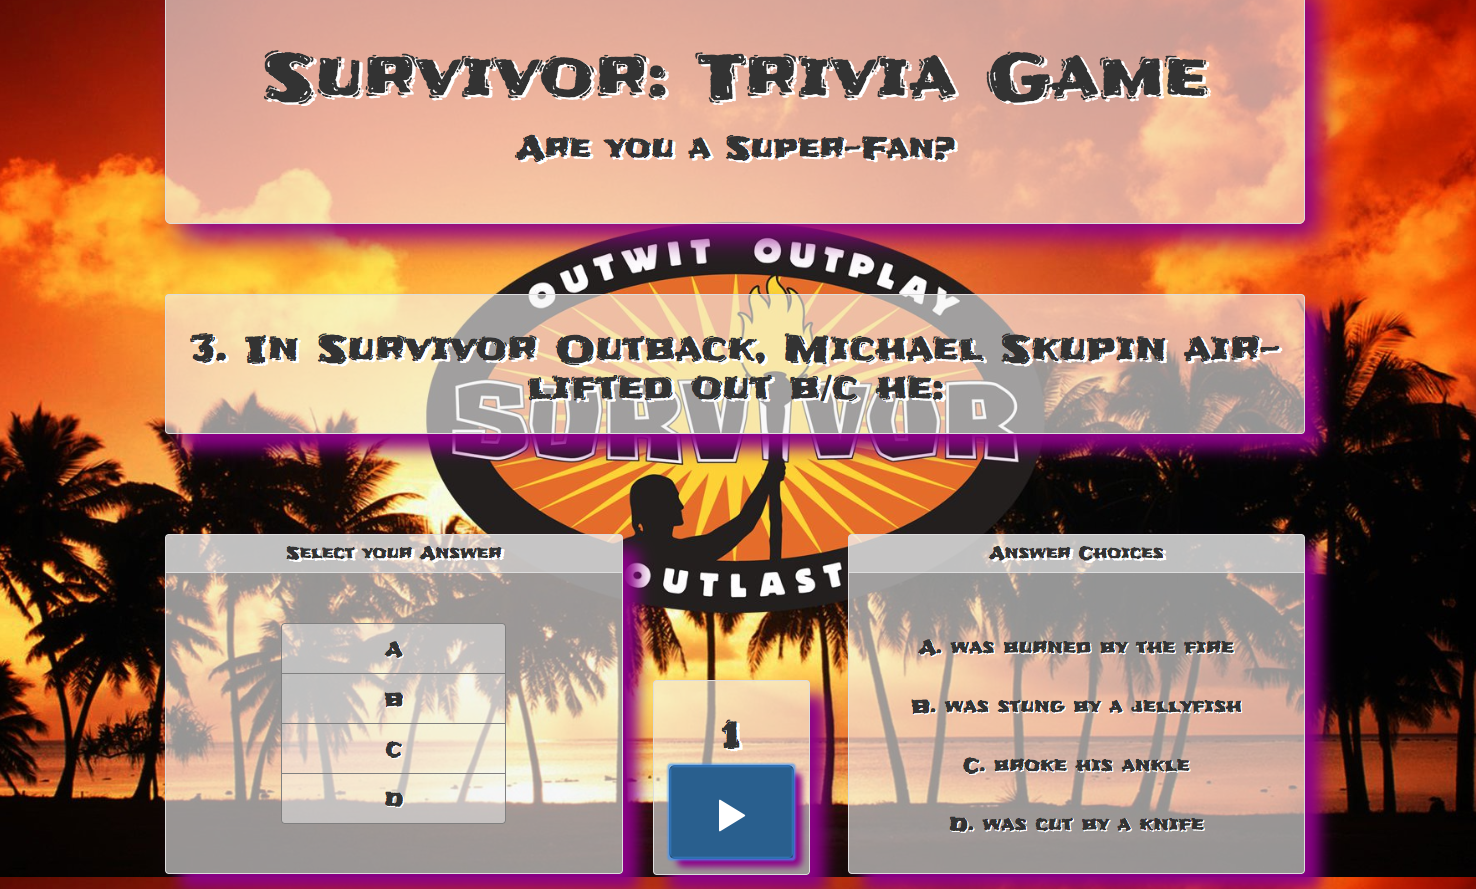 Survivor: Trivia Game
Are you a Super-Fan?
OUTWIT OUTPLAY
3. In Survivor Outback, Michael Skupin air-
lifted out b/c he:
SURVIVOR
OUTLAST
Select your Answer
A
B
C
D
1
Answer Choices
A. was burned by the fire
B. was stung by a jellyfish
C. broke his ankle
D. was cut by a knife